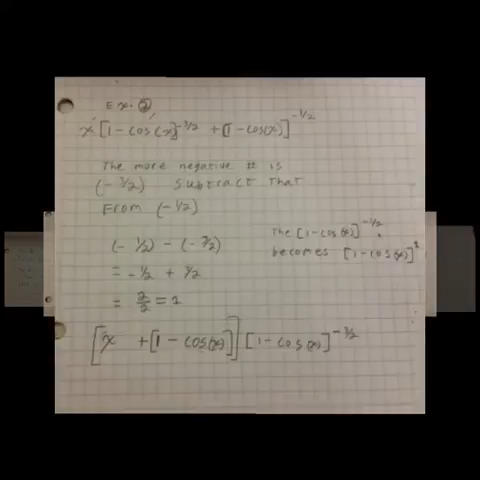 Ex. ②
x [1 - cos(x)]^-3/2 + [1 - cos(x)]^-1/2
The more negative # is
(- 3/2) subtract that
From (- 1/2)
(- 1/2) - (- 3/2)
= - 1/2 + 3/2
= 2/2 = 1
The [1 - cos(x)]^-1/2
becomes [1 - cos(x)]^1
[x + [1 - cos(x)]] [1 - cos(x)]^-3/2